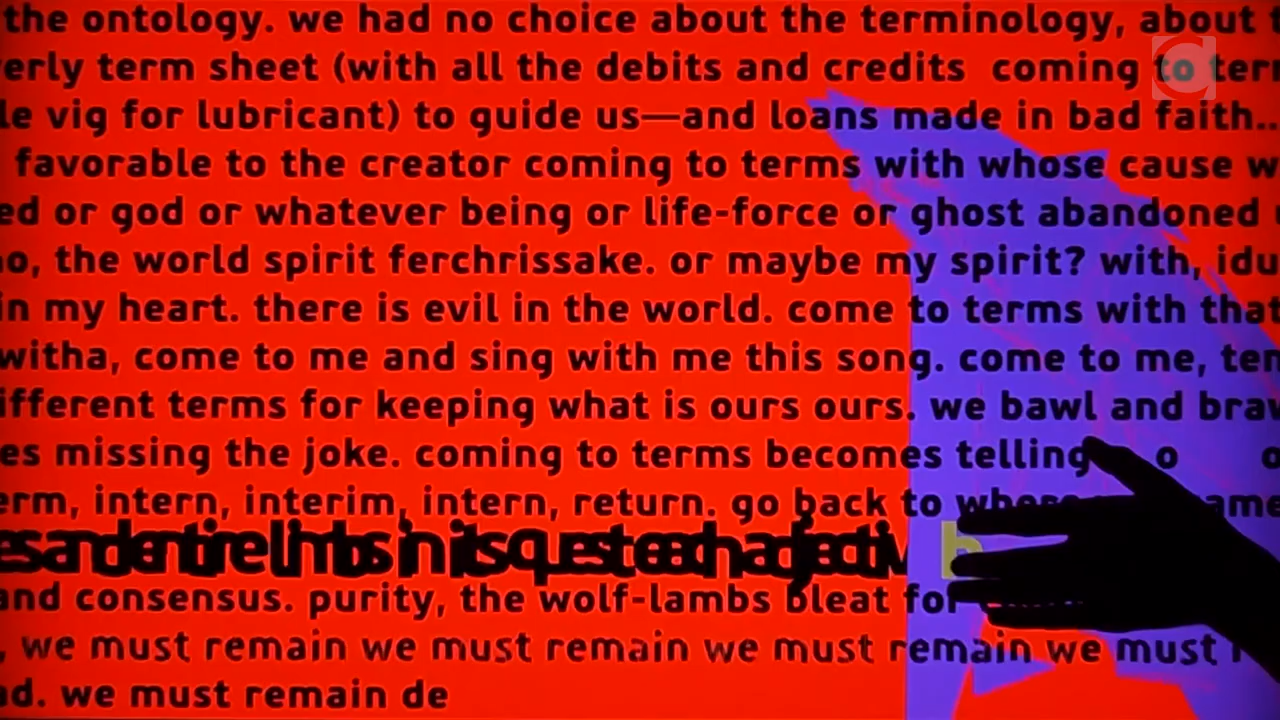 the ontology. we had no choice about the terminology, about
erly term sheet (with all the debits and credits coming to
le vig for lubricant) to guide us—and loans made in bad faith..
favorable to the creator coming to terms with whose cause w
ed or god or whatever being or life-force or ghost abandoned
o, the world spirit ferchrissake. or maybe my spirit? with, idu
in my heart. there is evil in the world. come to terms with that
witha, come to me and sing with me this song. come to me, ter
ifferent terms for keeping what is ours ours. we bawl and braw
es missing the joke. coming to terms becomes telling o o
erm, intern, interim, intern, return. go back to where ame
esandentirelimbsinitsquesteachadjectiv b
and consensus. purity, the wolf-lambs bleat for
, we must remain we must remain we must remain we must r
ad. we must remain de